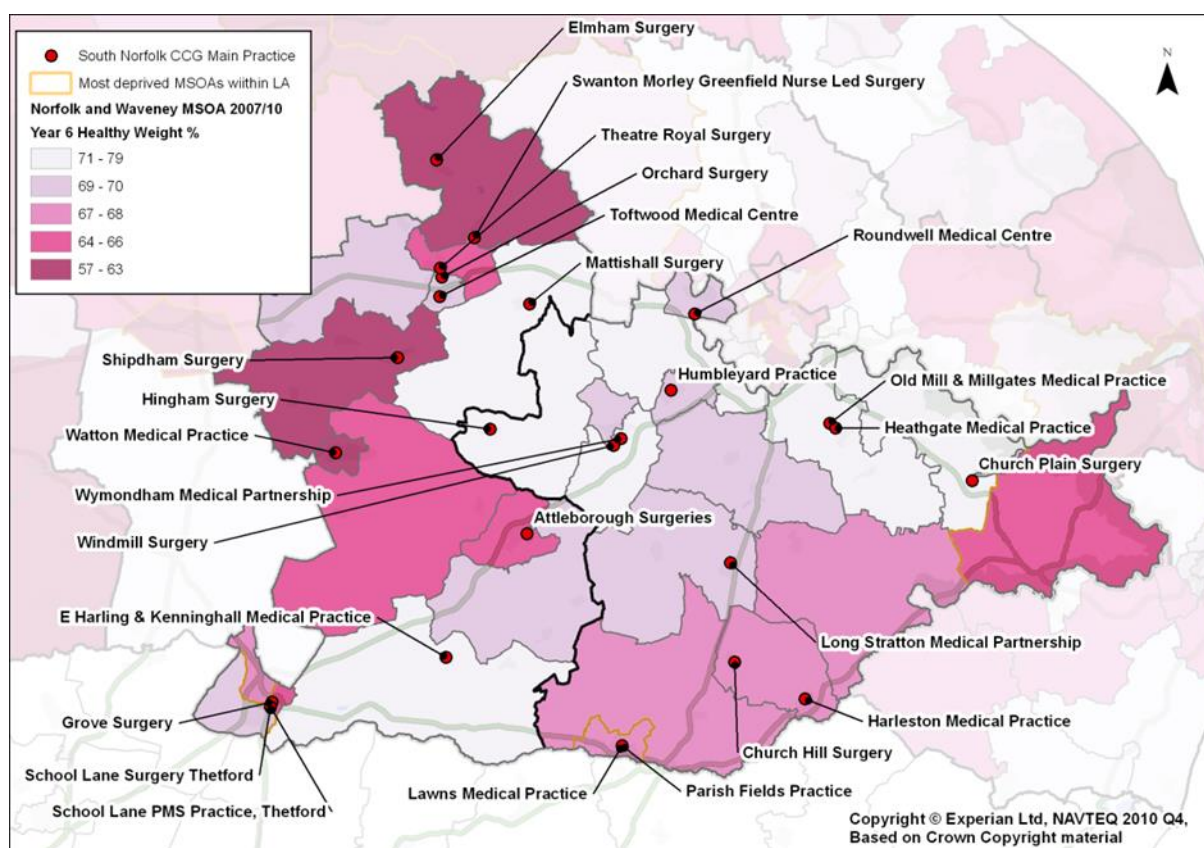 South Norfolk CCG Main Practice
Most deprived MSOAs wiithin LA
Norfolk and Waveney MSOA 2007/10
Year 6 Healthy Weight %
71 - 79
69 - 70
67 - 68
64 - 66
57 - 63
N
Elmham Surgery
Swanton Morley Greenfield Nurse Led Surgery
Theatre Royal Surgery
Orchard Surgery
Toftwood Medical Centre
Roundwell Medical Centre
Mattishall Surgery
Shipdham Surgery
Humbleyard Practice
Old Mill & Millgates Medical Practice
Hingham Surgery
Heathgate Medical Practice
Watton Medical Practice
Church Plain Surgery
Wymondham Medical Partnership
Attleborough Surgeries
Windmill Surgery
E Harling & Kenninghall Medical Practice
Long Stratton Medical Partnership
Grove Surgery
Harleston Medical Practice
Church Hill Surgery
School Lane Surgery Thetford
Lawns Medical Practice
Parish Fields Practice
School Lane PMS Practice, Thetford
Copyright © Experian Ltd, NAVTEQ 2010 Q4,
Based on Crown Copyright material